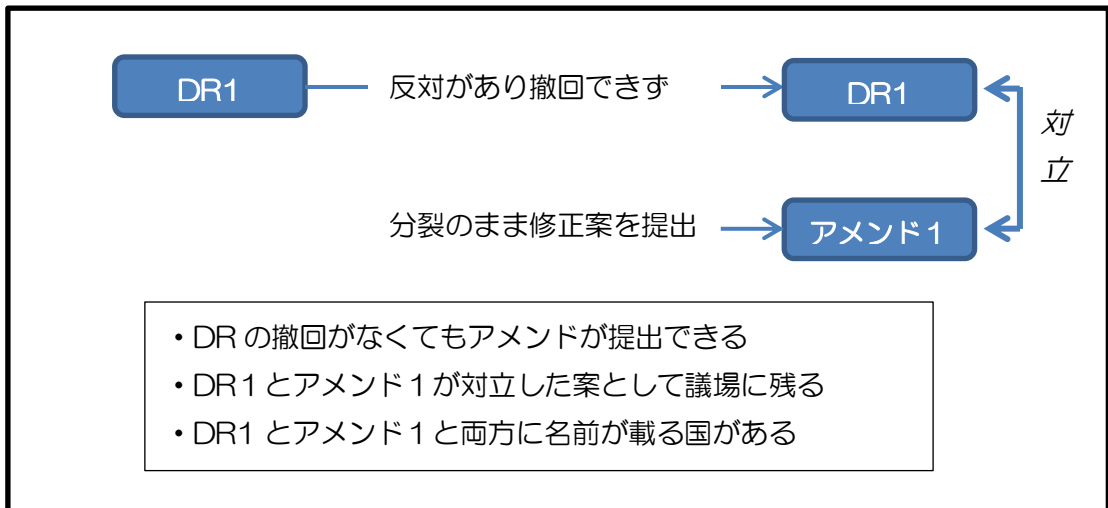 DR1
反対があり撤回できず
DR1
対立
分裂のまま修正案を提出
アメンド1
・DR の撤回がなくてもアメンドが提出できる
・DR1とアメンド1が対立した案として議場に残る
・DR1 とアメンド1と両方に名前が載る国がある